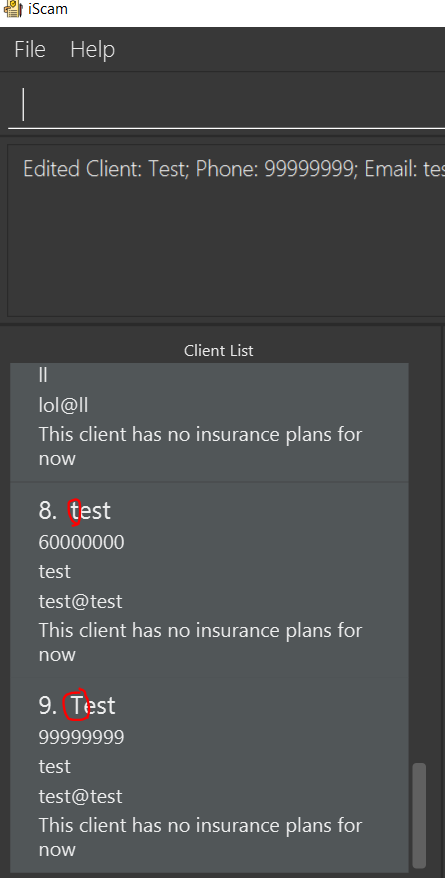 iScam
File Help
Edited Client: Test; Phone: 99999999; Email: tes
Client List
ll
lol@ll
This client has no insurance plans for
now
8. test
60000000
test
test@test
This client has no insurance plans for
now
9. Test
99999999
test
test@test
This client has no insurance plans for
now